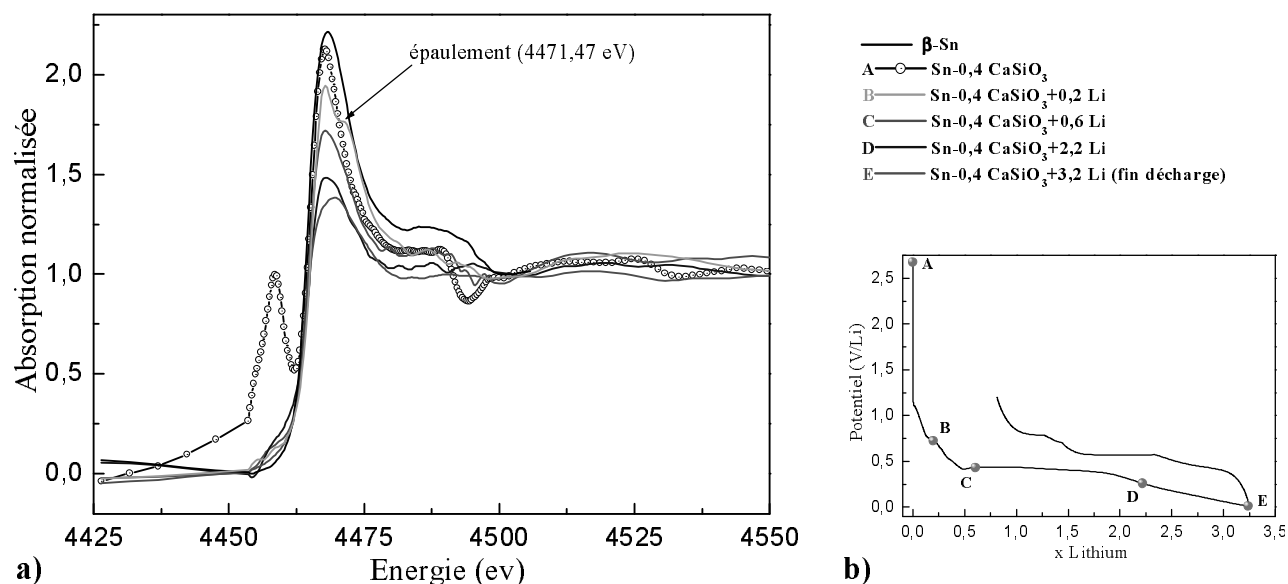 2,0
1,5
1,0
0,5
0,0
Absorption normalisée
4425 4450 4475 4500 4525 4550
Energie (ev)
épaulement (4471,47 eV)
a)
β-Sn
A Sn-0,4 CaSiO₃
B Sn-0,4 CaSiO₃+0,2 Li
C Sn-0,4 CaSiO₃+0,6 Li
D Sn-0,4 CaSiO₃+2,2 Li
E Sn-0,4 CaSiO₃+3,2 Li (fin décharge)
2,5
2,0
1,5
1,0
0,5
0,0
Potentiel (V/Li)
A
B
C
D
E
0,0 0,5 1,0 1,5 2,0 2,5 3,0 3,5
x Lithium
b)